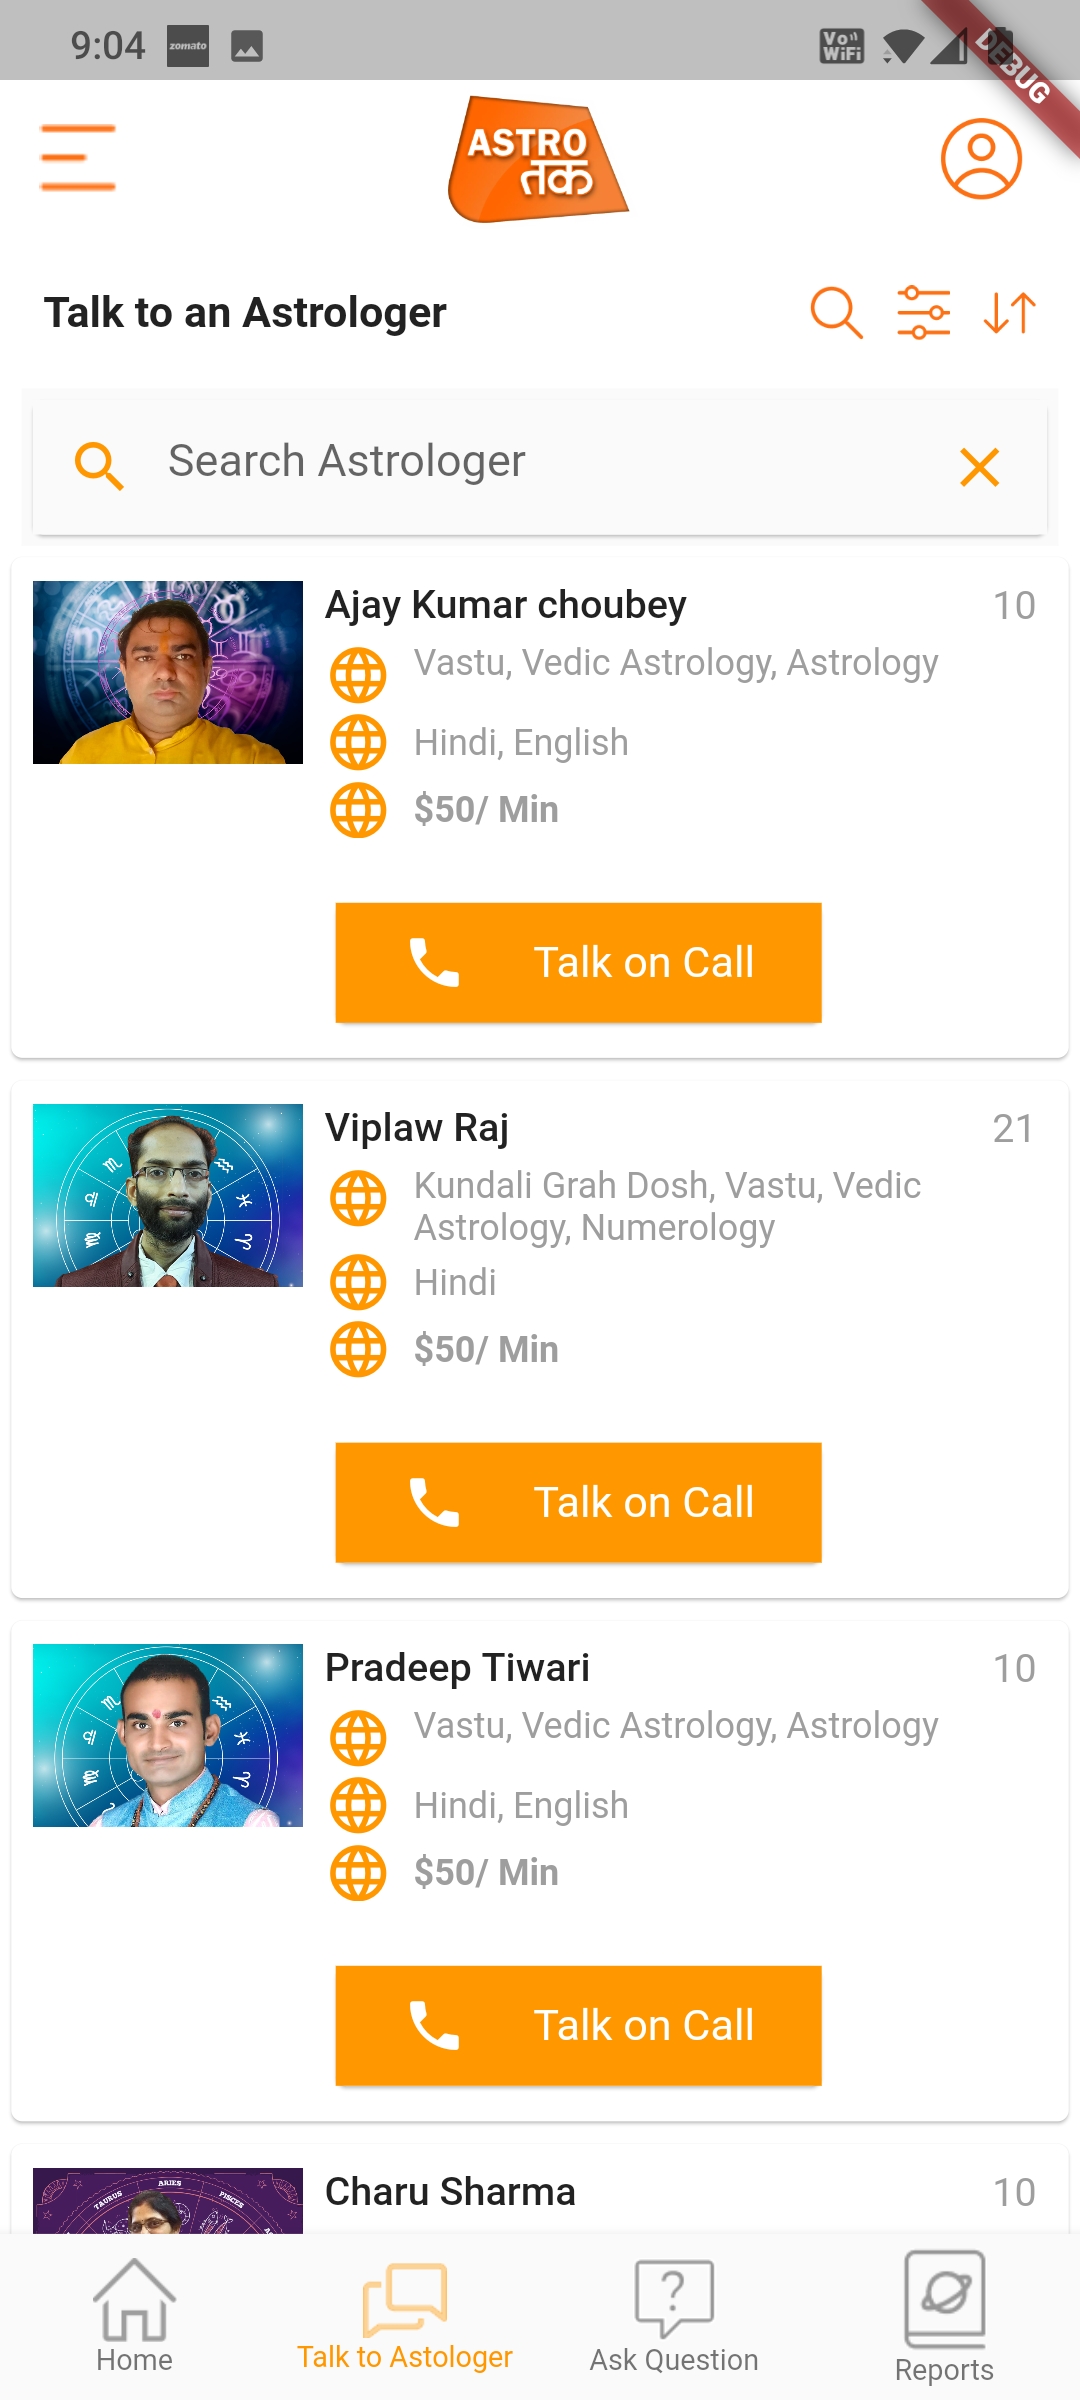 9:04
zomato
Vo WiFi
DEBUG
ASTRO
तक
Talk to an Astrologer
Search Astrologer
Ajay Kumar choubey 10
Vastu, Vedic Astrology, Astrology
Hindi, English
$50/ Min
Talk on Call
Viplaw Raj 21
Kundali Grah Dosh, Vastu, Vedic
Astrology, Numerology
Hindi
$50/ Min
Talk on Call
Pradeep Tiwari 10
Vastu, Vedic Astrology, Astrology
Hindi, English
$50/ Min
Talk on Call
TAURUS ARIES PISCES
Charu Sharma 10
Home
Talk to Astologer
Ask Question
Reports